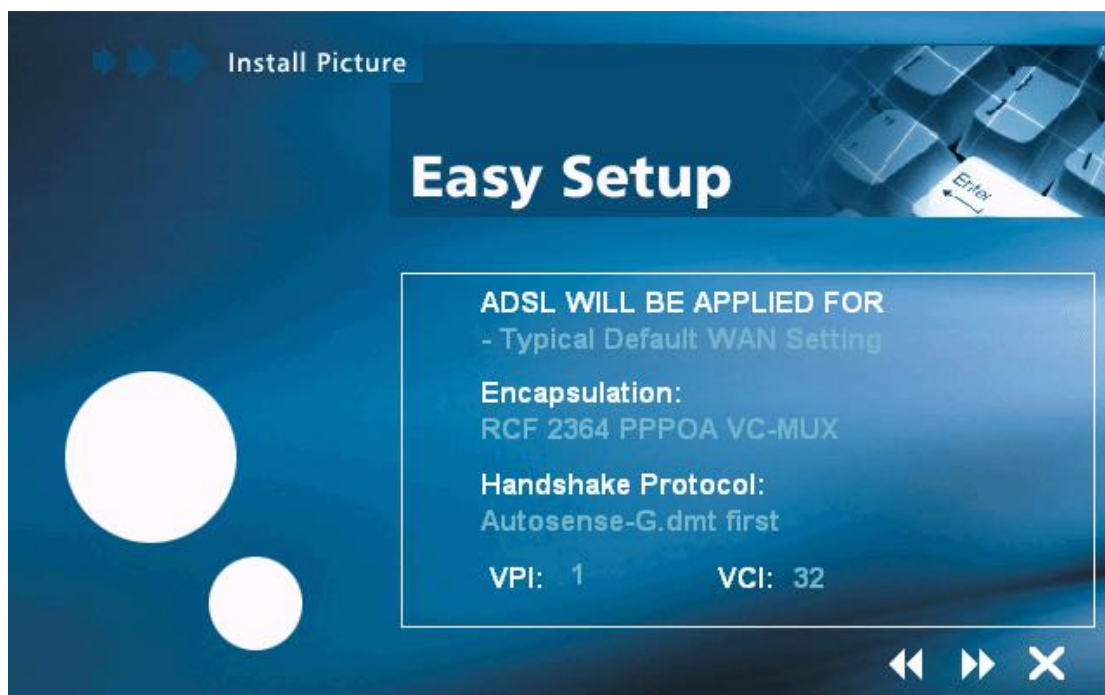 Install Picture
Easy Setup
Enter
ADSL WILL BE APPLIED FOR
- Typical Default WAN Setting
Encapsulation:
RCF 2364 PPPOA VC-MUX
Handshake Protocol:
Autosense-G.dmt first
VPI: 1 VCI: 32